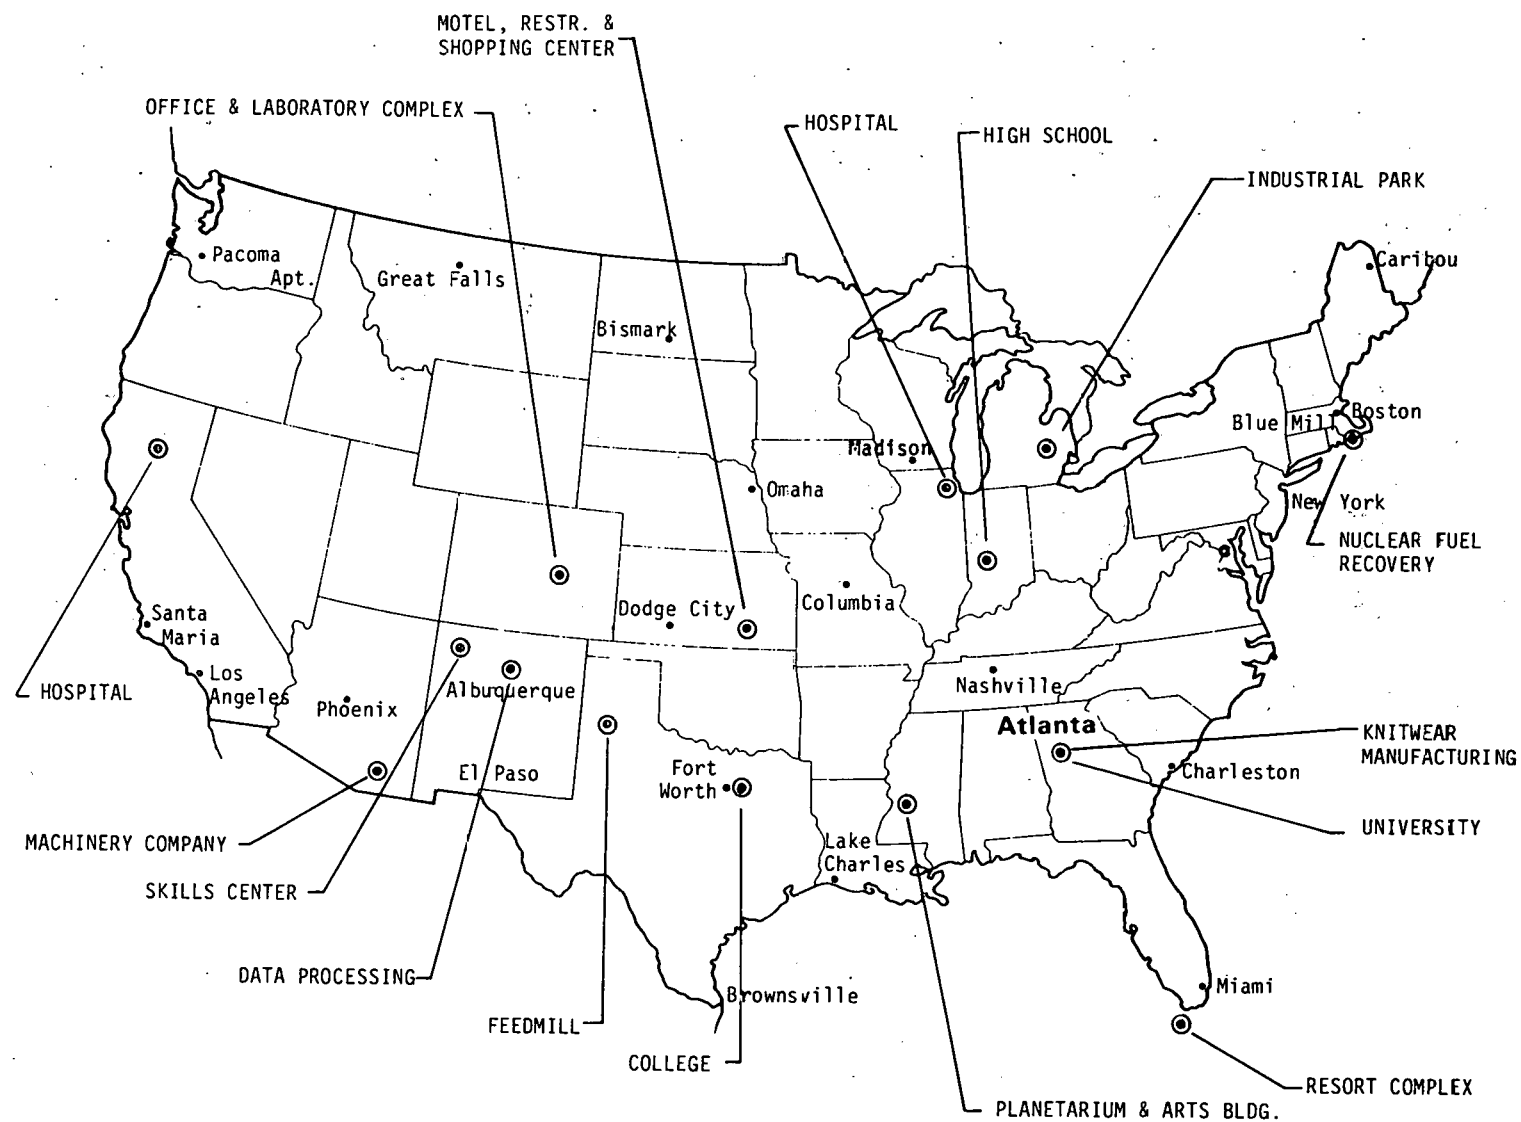 MOTEL, RESTR. &
SHOPPING CENTER
OFFICE & LABORATORY COMPLEX
HOSPITAL
HIGH SCHOOL
INDUSTRIAL PARK
Pacoma
Apt.
Great Falls
Caribou
Bismark
Blue Mill
Boston
Madison
Omaha
New York
NUCLEAR FUEL
RECOVERY
Santa
Maria
Dodge City
Columbia
HOSPITAL
Los
Angeles
Phoenix
Albuquerque
Nashville
Atlanta
KNITWEAR
MANUFACTURING
El Paso
Fort
Worth
Charleston
MACHINERY COMPANY
UNIVERSITY
Lake
Charles
SKILLS CENTER
DATA PROCESSING
Brownsville
Miami
FEEDMILL
COLLEGE
RESORT COMPLEX
PLANETARIUM & ARTS BLDG.